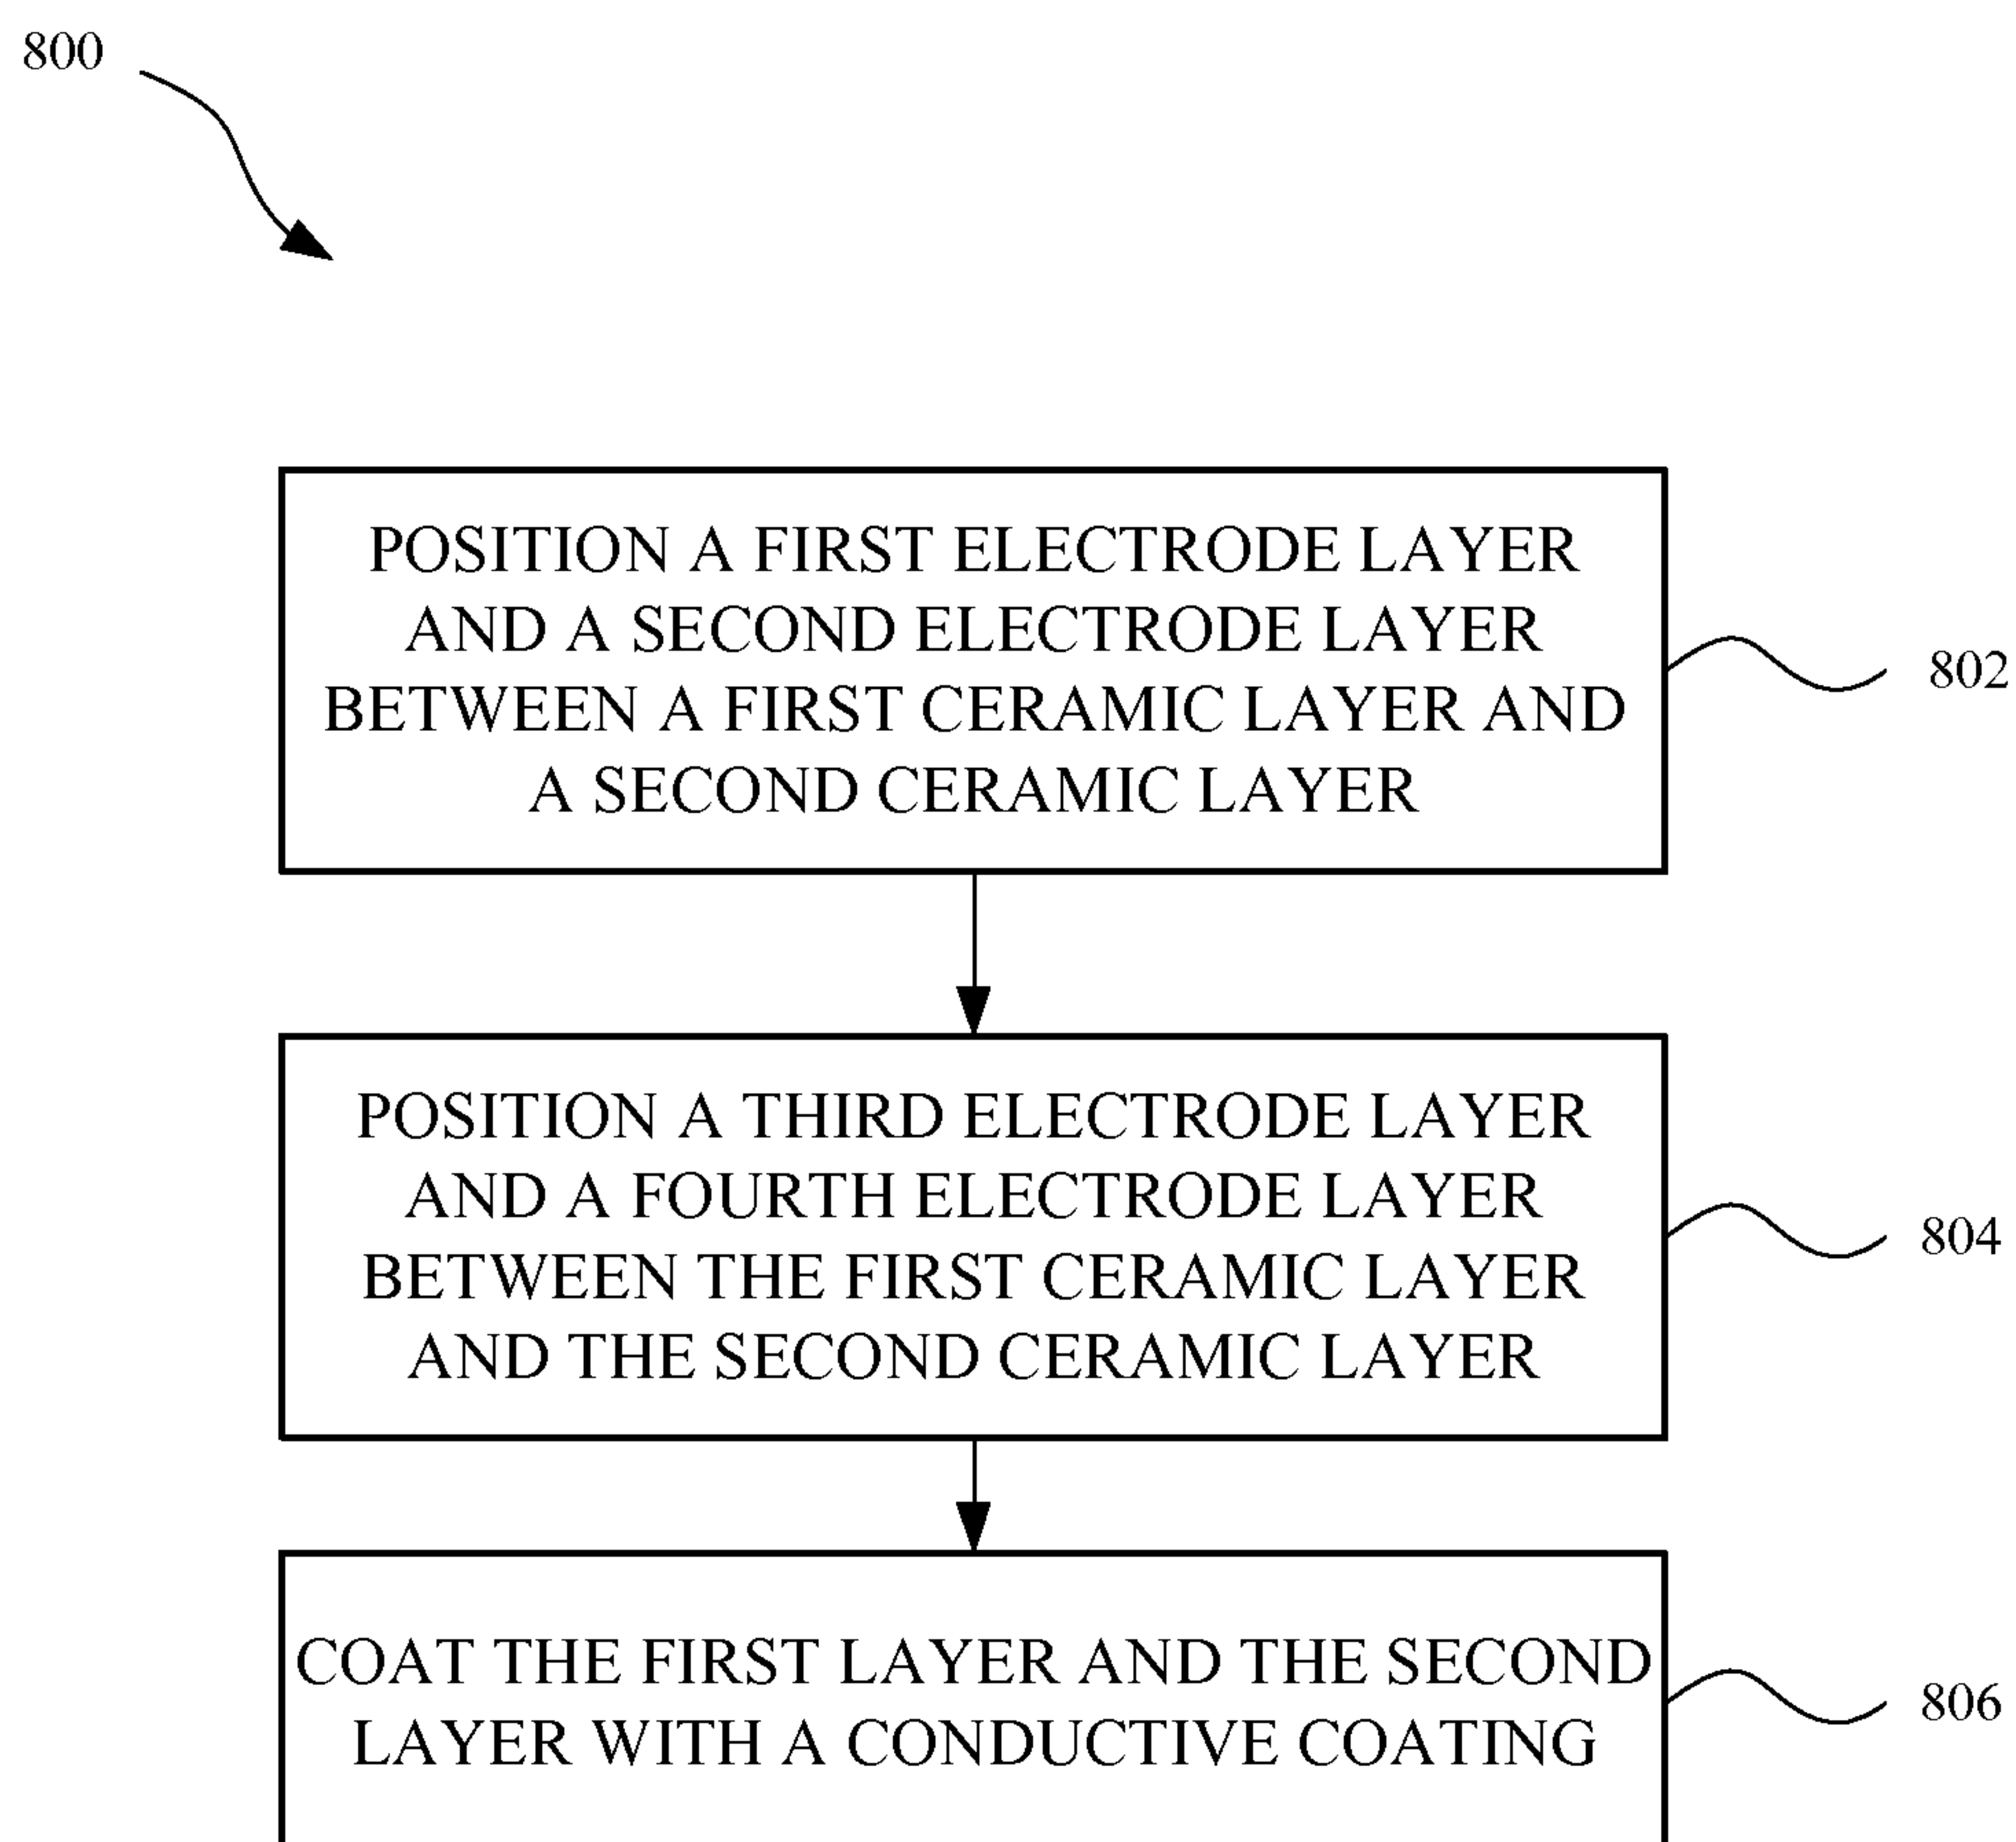 800
POSITION A FIRST ELECTRODE LAYER
AND A SECOND ELECTRODE LAYER
BETWEEN A FIRST CERAMIC LAYER AND
A SECOND CERAMIC LAYER
802
POSITION A THIRD ELECTRODE LAYER
AND A FOURTH ELECTRODE LAYER
BETWEEN THE FIRST CERAMIC LAYER
AND THE SECOND CERAMIC LAYER
804
COAT THE FIRST LAYER AND THE SECOND
LAYER WITH A CONDUCTIVE COATING
806